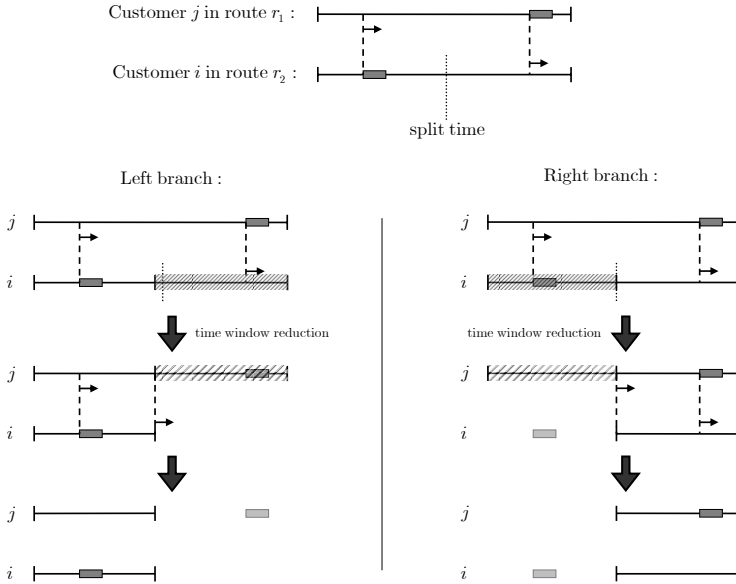 Customer j in route r₁ :
Customer i in route r₂ :
split time
Left branch :
Right branch :
j
j
i
i
time window reduction
time window reduction
j
j
i
i
j
j
i
i